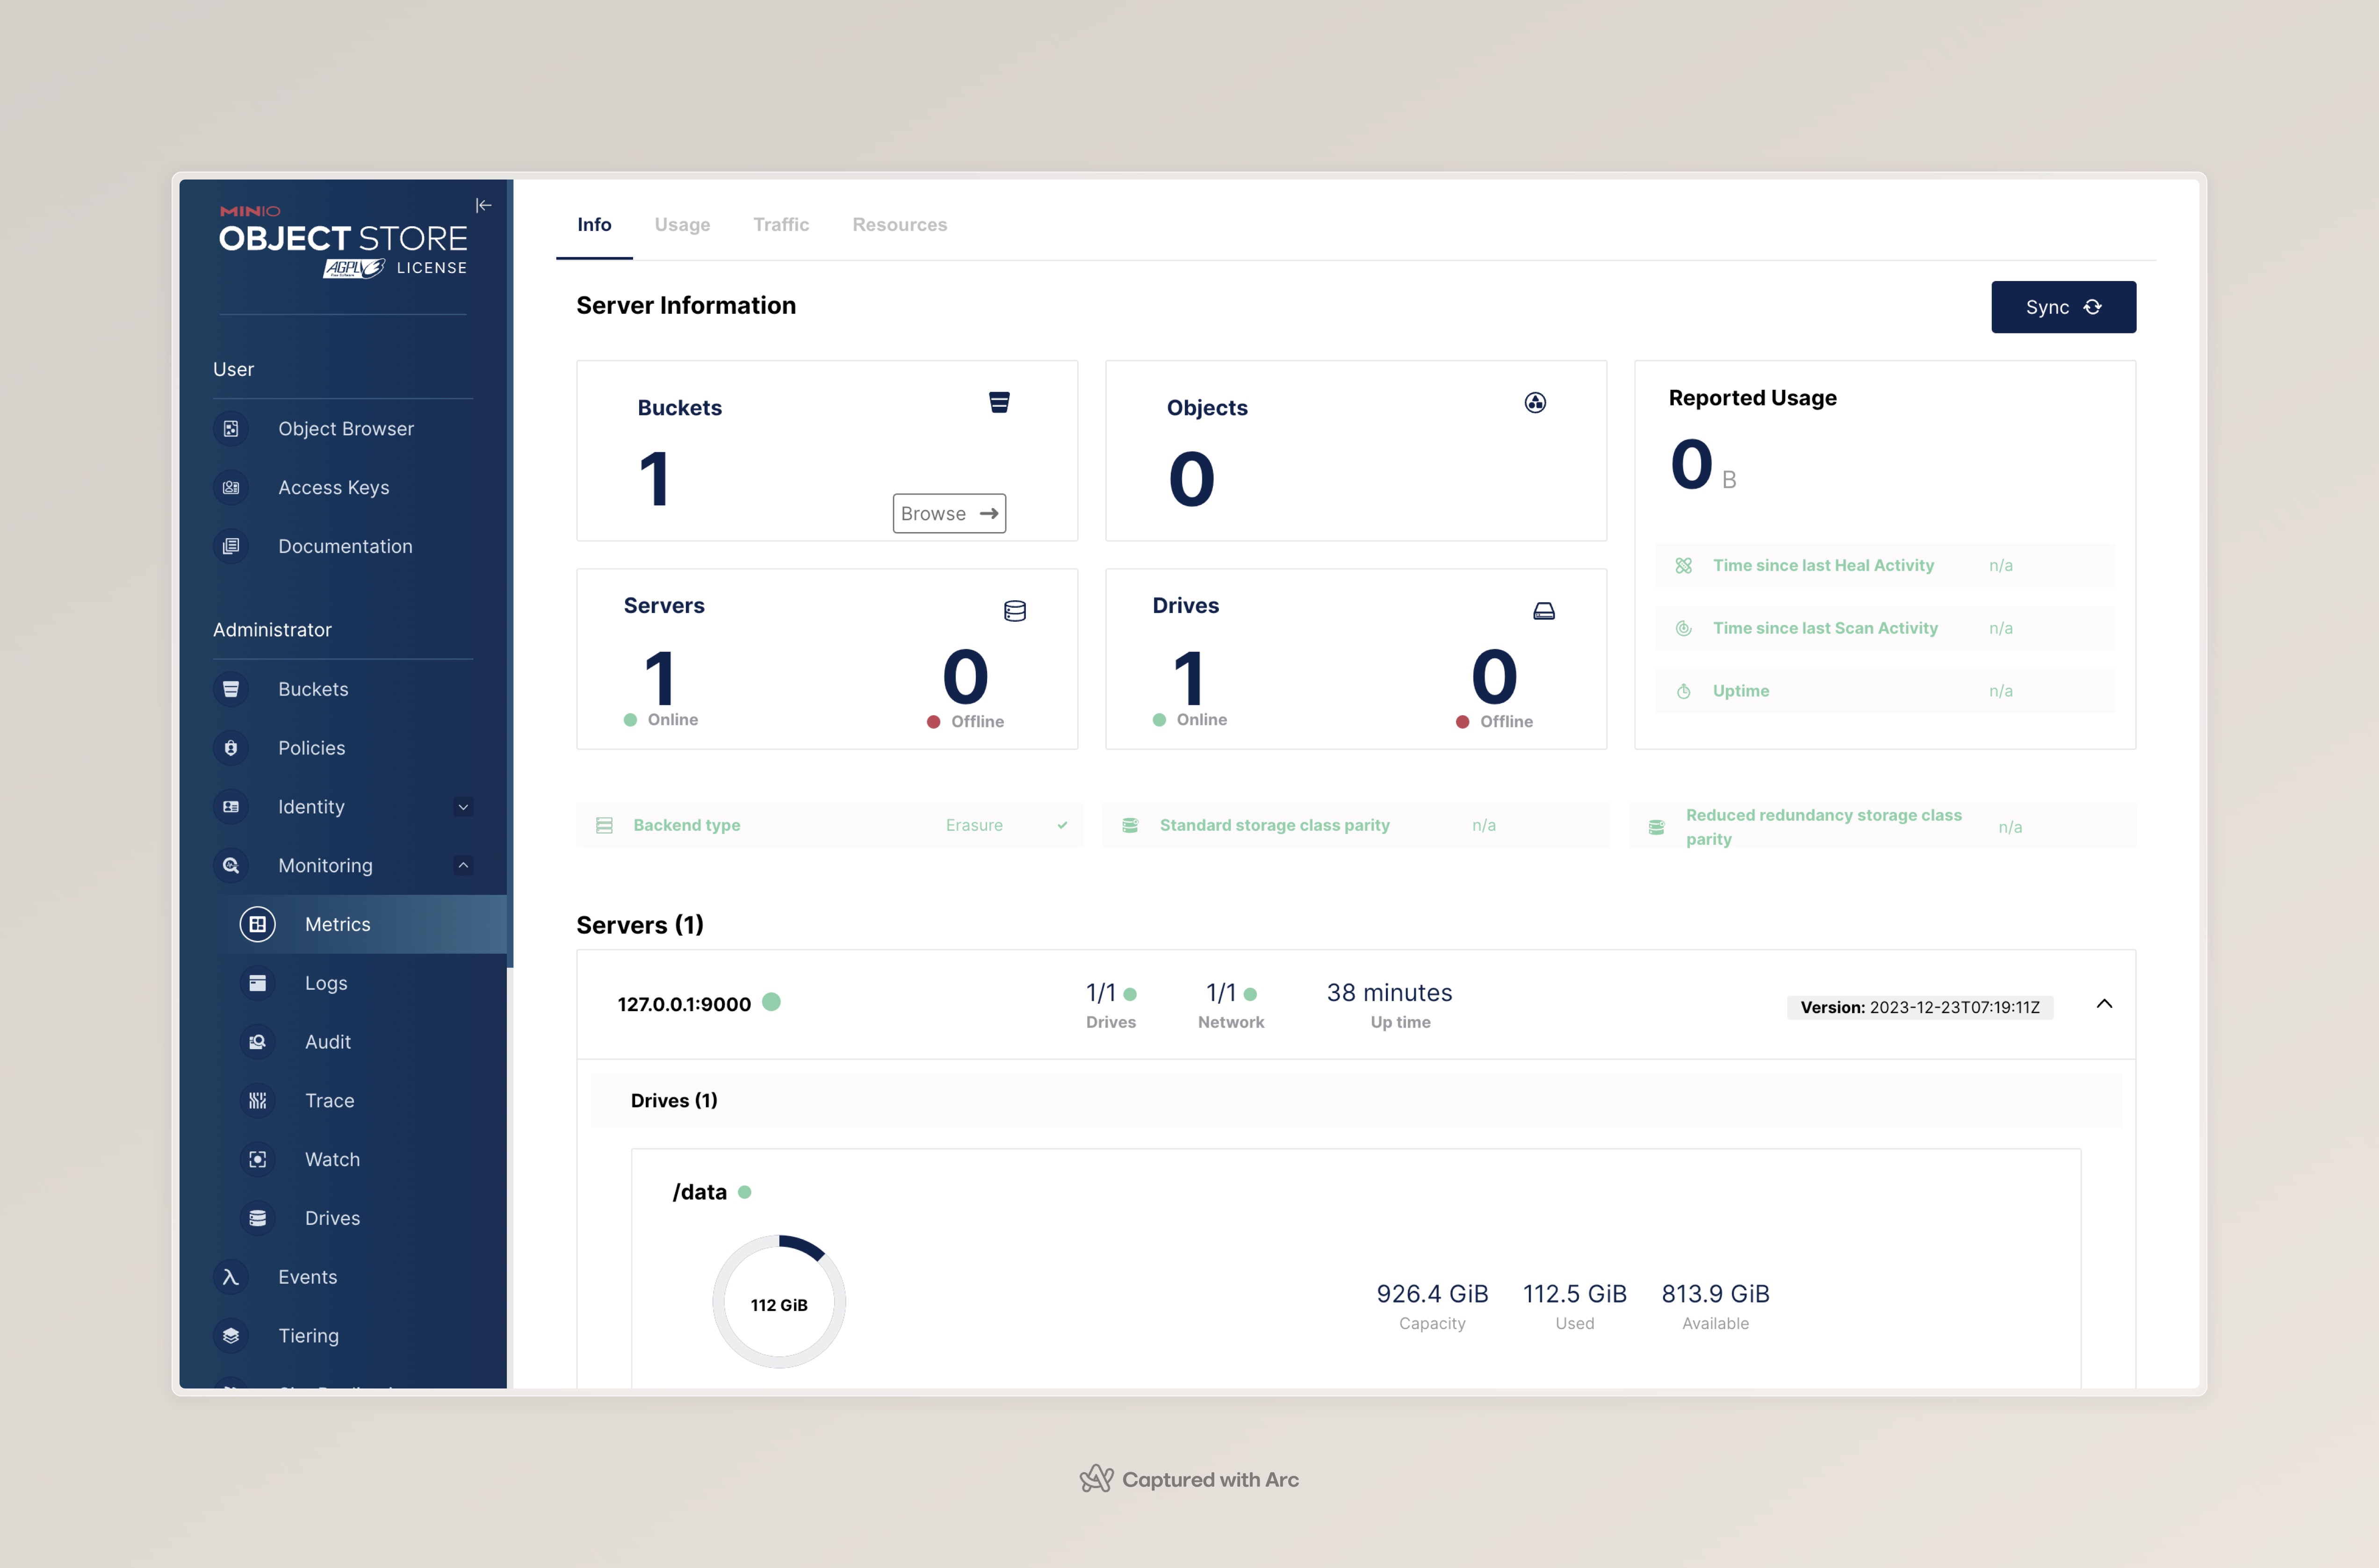 MINIO
OBJECT STORE
AGPL v3 LICENSE
User
Object Browser
Access Keys
Documentation
Administrator
Buckets
Policies
Identity
Monitoring
Metrics
Logs
Audit
Trace
Watch
Drives
Events
Tiering
Info Usage Traffic Resources
Server Information
Sync
Buckets
1
Browse
Objects
0
Reported Usage
0 B
Time since last Heal Activity n/a
Time since last Scan Activity n/a
Uptime n/a
Servers
1 0
Online Offline
Drives
1 0
Online Offline
Backend type Erasure
Standard storage class parity n/a
Reduced redundancy storage class
parity n/a
Servers (1)
127.0.0.1:9000
1/1 1/1 38 minutes
Drives Network Up time
Version: 2023-12-23T07:19:11Z
Drives (1)
/data
112 GiB
926.4 GiB 112.5 GiB 813.9 GiB
Capacity Used Available
Captured with Arc